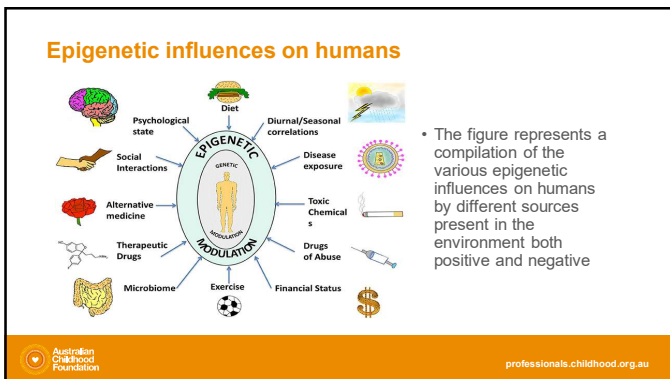 Epigenetic influences on humans
Diet
Psychological
state
Diurnal/Seasonal
correlations
Social
Interactions
Disease
exposure
Alternative
medicine
Toxic
Chemical
s
Therapeutic
Drugs
Drugs
of Abuse
Microbiome
Exercise
Financial Status
EPIGENETIC
GENETIC
MODULATION
MODULATION
$
• The figure represents a
compilation of the
various epigenetic
influences on humans
by different sources
present in the
environment both
positive and negative
Australian
Childhood
Foundation
professionals.childhood.org.au